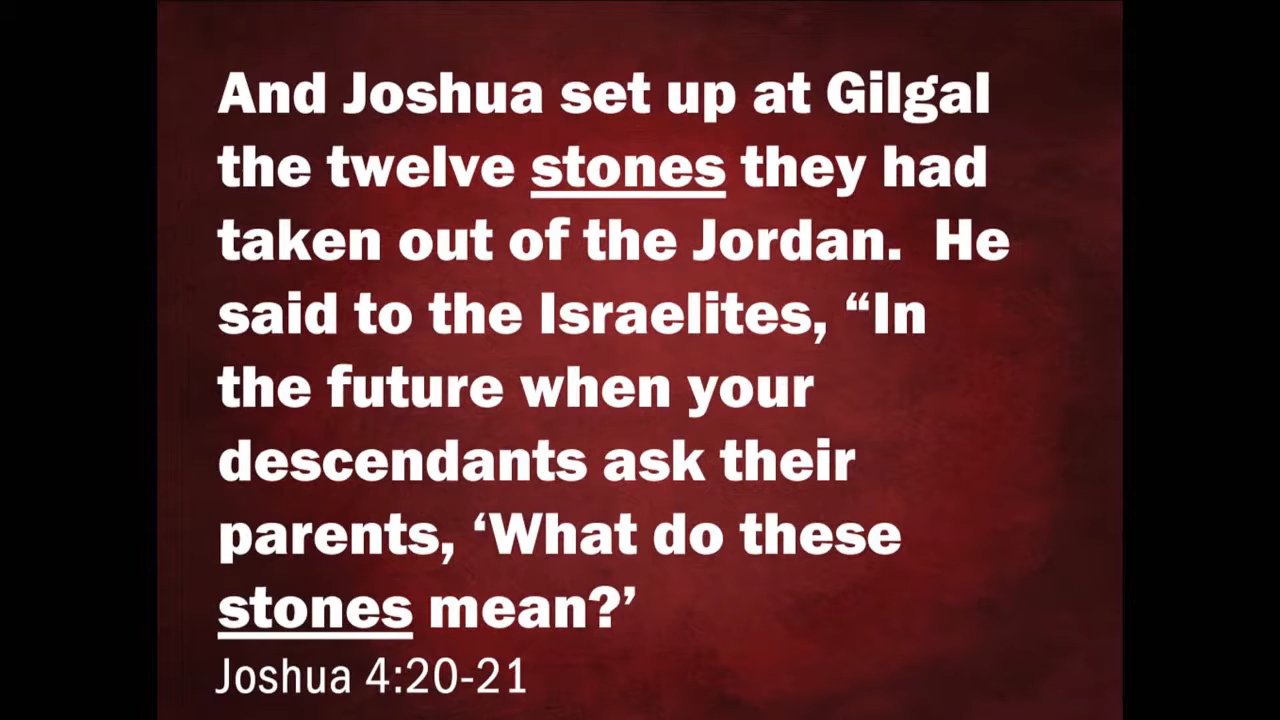 And Joshua set up at Gilgal
the twelve stones they had
taken out of the Jordan.  He
said to the Israelites, “In
the future when your
descendants ask their
parents, ‘What do these
stones mean?’
Joshua 4:20-21